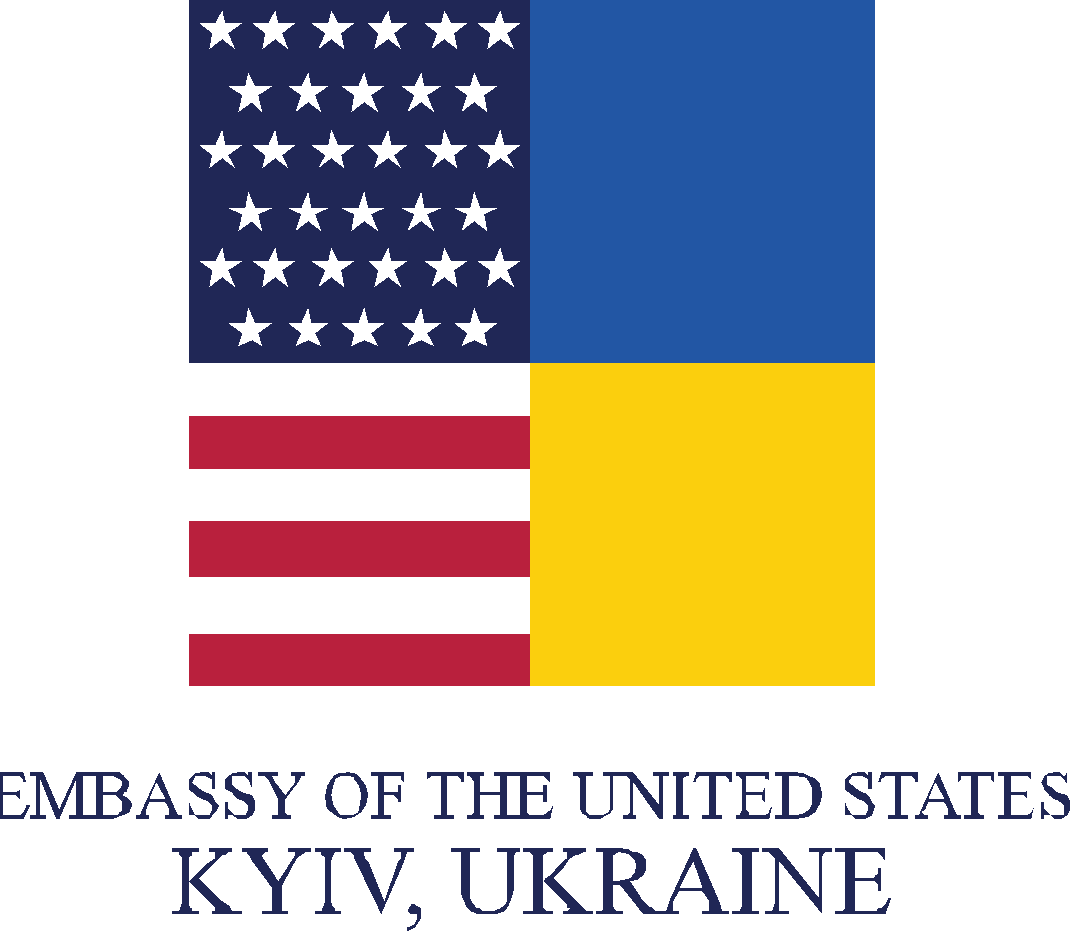 EMBASSY OF THE UNITED STATES
KYIV, UKRAINE